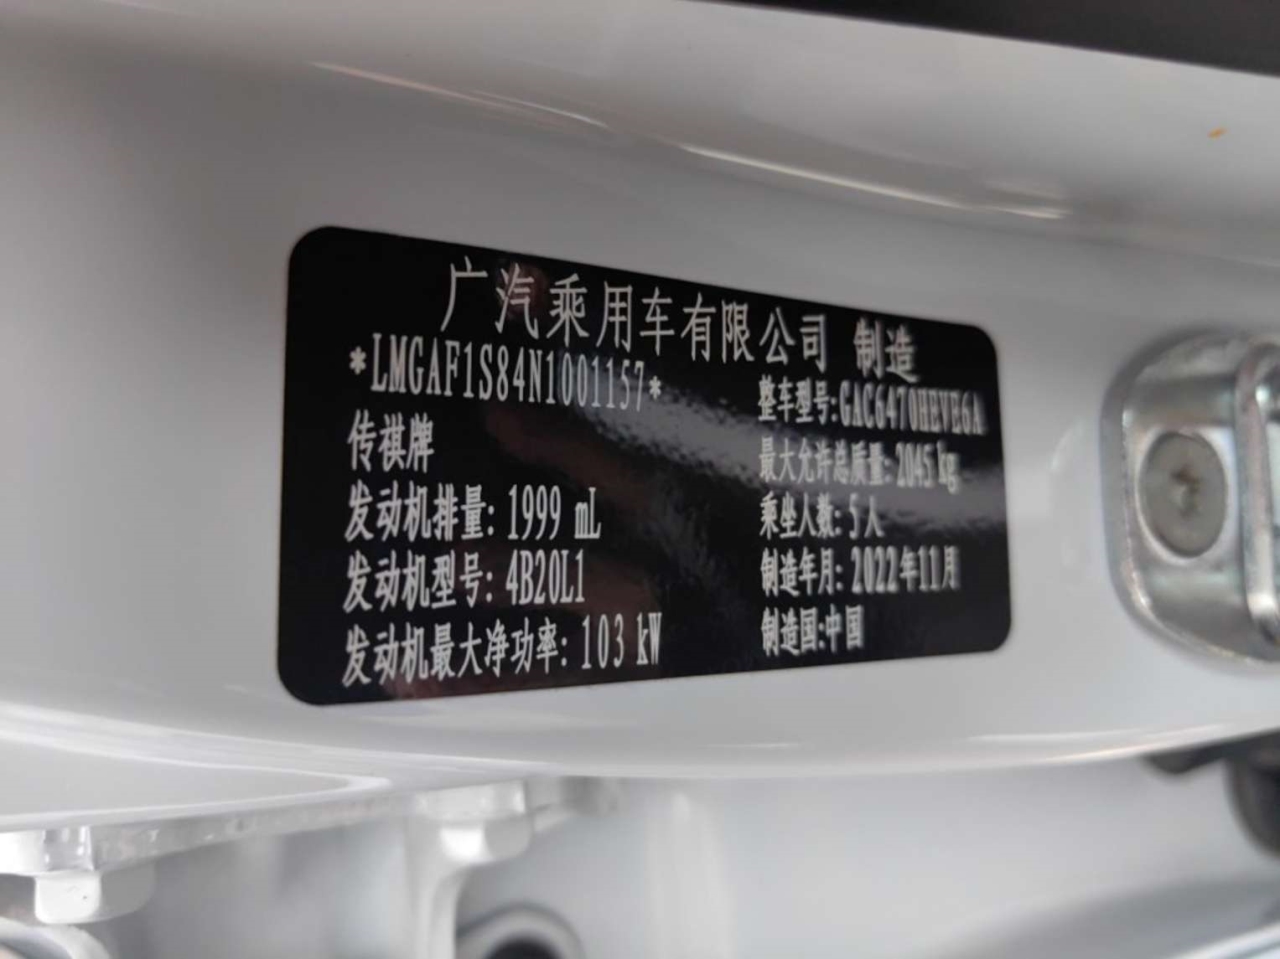 广汽乘用车有限公司 制造
*LMGAF1S84N1001157*
整车型号:GAC6470HEVE6A
传祺牌
最大允许总质量:2045 kg
发动机排量:1999 mL
乘坐人数:5人
发动机型号:4B20L1
制造年月:2022年11月
发动机最大净功率:103 kW
制造国:中国